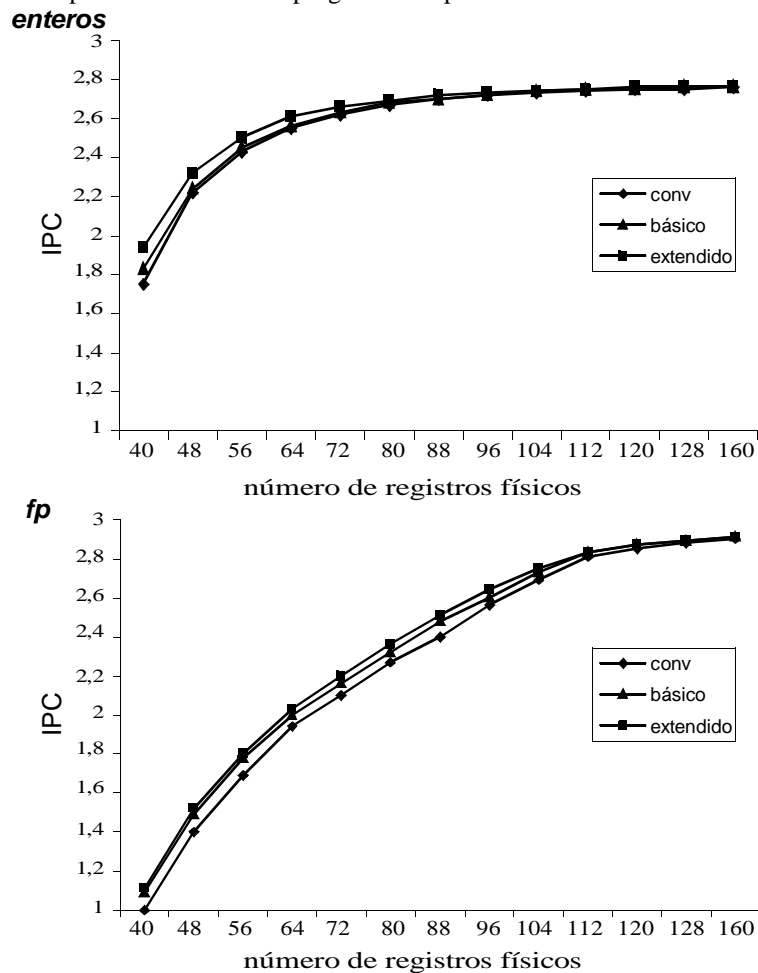 enteros
3
2,8
2,6
2,4
2,2
2
1,8
1,6
1,4
1,2
1
IPC
conv
básico
extendido
40 48 56 64 72 80 88 96 104 112 120 128 160
número de registros físicos
fp
3
2,8
2,6
2,4
2,2
2
1,8
1,6
1,4
1,2
1
IPC
conv
básico
extendido
40 48 56 64 72 80 88 96 104 112 120 128 160
número de registros físicos